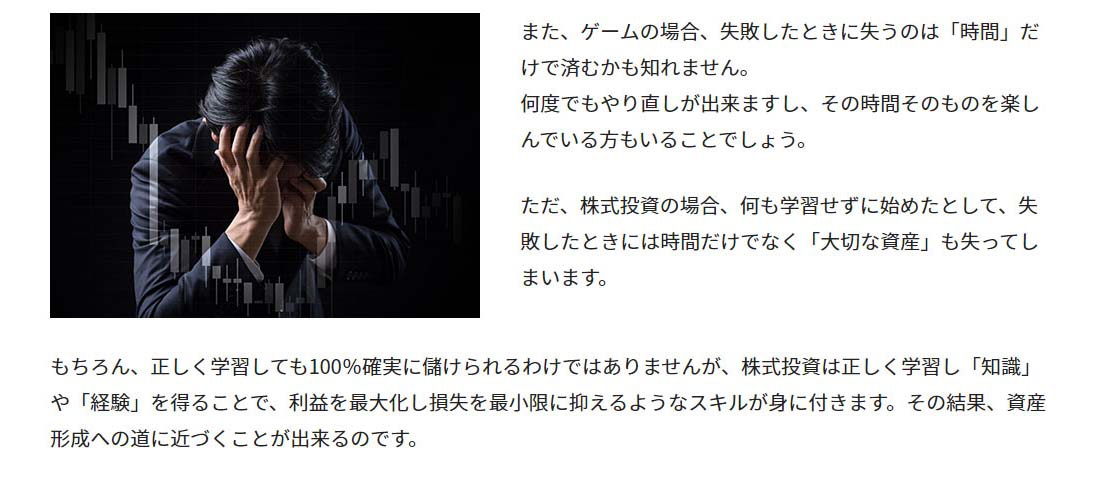 また、ゲームの場合、失敗したときに失うのは「時間」だ
けで済むかも知れません。
何度でもやり直しが出来ますし、その時間そのものを楽し
んでいる方もいることでしょう。
ただ、株式投資の場合、何も学習せずに始めたとして、失
敗したときには時間だけでなく「大切な資産」も失ってし
まいます。
もちろん、正しく学習しても100%確実に儲けられるわけではありませんが、株式投資は正しく学習し「知識」
や「経験」を得ることで、利益を最大化し損失を最小限に抑えるようなスキルが身に付きます。その結果、資産
形成への道に近づくことが出来るのです。